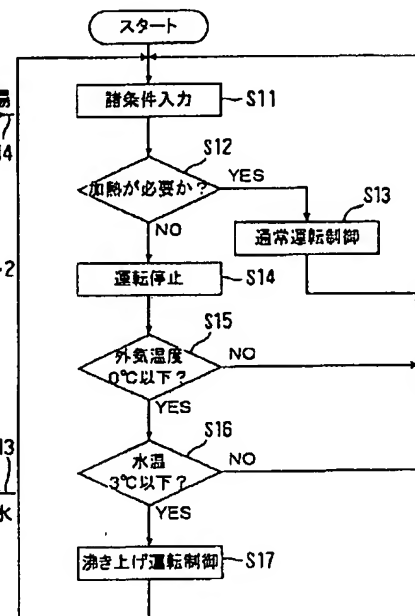 スタート
諸条件入力
S11
S12
加熱が必要か?
YES
NO
S13
通常運転制御
運転停止
S14
S15
外気温度
0℃以下?
NO
YES
S16
水温
3℃以下?
NO
YES
沸き上げ運転制御
S17
湯
水